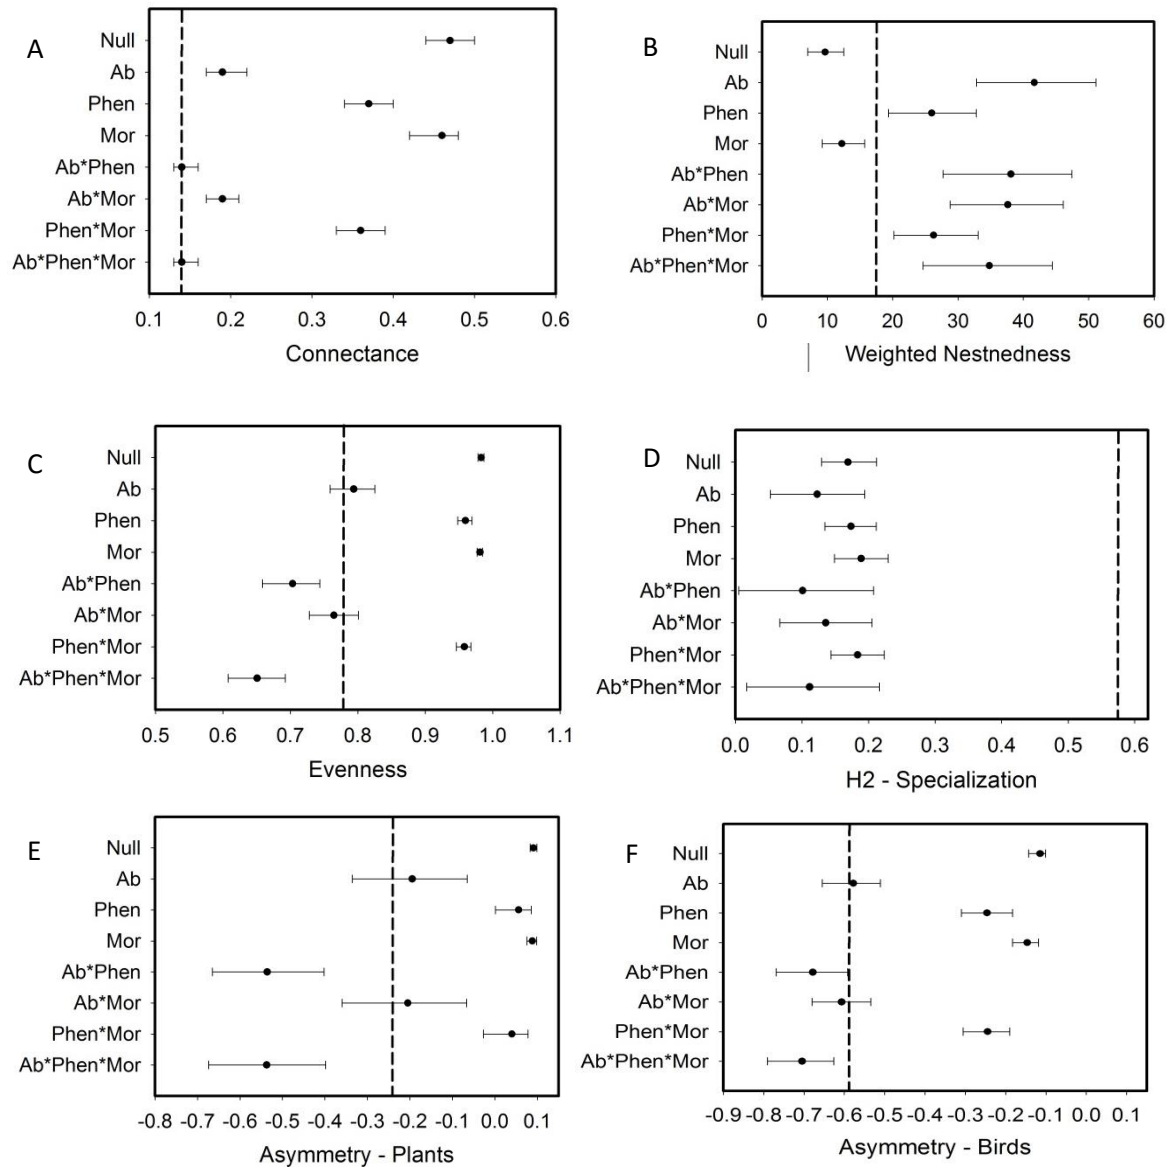 A
Null
Ab
Phen
Mor
Ab*Phen
Ab*Mor
Phen*Mor
Ab*Phen*Mor
0.1 0.2 0.3 0.4 0.5 0.6
Connectance
B
Null
Ab
Phen
Mor
Ab*Phen
Ab*Mor
Phen*Mor
Ab*Phen*Mor
0 10 20 30 40 50 60
Weighted Nestnedness
C
Null
Ab
Phen
Mor
Ab*Phen
Ab*Mor
Phen*Mor
Ab*Phen*Mor
0.5 0.6 0.7 0.8 0.9 1.0 1.1
Evenness
D
Null
Ab
Phen
Mor
Ab*Phen
Ab*Mor
Phen*Mor
Ab*Phen*Mor
0.0 0.1 0.2 0.3 0.4 0.5 0.6
H2 - Specialization
E
Null
Ab
Phen
Mor
Ab*Phen
Ab*Mor
Phen*Mor
Ab*Phen*Mor
-0.8 -0.7 -0.6 -0.5 -0.4 -0.3 -0.2 -0.1 0.0 0.1
Asymmetry - Plants
F
Null
Ab
Phen
Mor
Ab*Phen
Ab*Mor
Phen*Mor
Ab*Phen*Mor
-0.9 -0.8 -0.7 -0.6 -0.5 -0.4 -0.3 -0.2 -0.1 0.0 0.1
Asymmetry - Birds